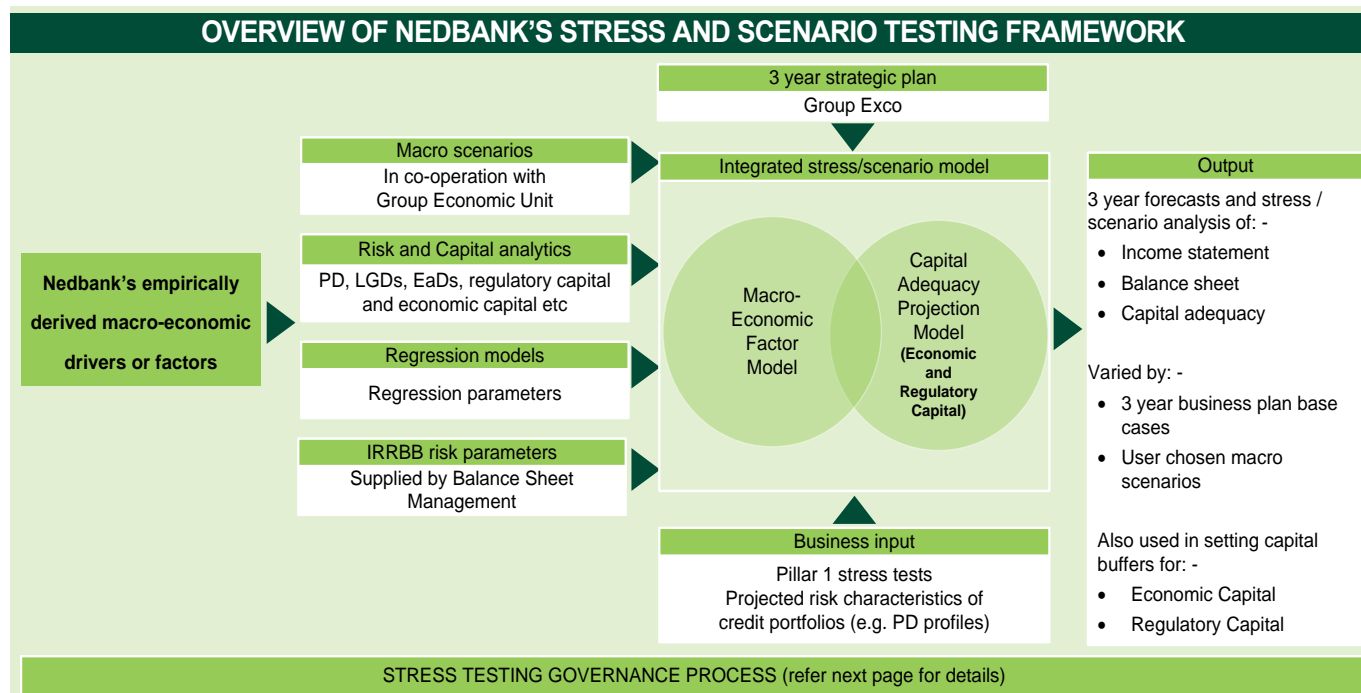 OVERVIEW OF NEDBANK'S STRESS AND SCENARIO TESTING FRAMEWORK
3 year strategic plan
Group Exco
Macro scenarios
In co-operation with
Group Economic Unit
Risk and Capital analytics
PD, LGDs, EaDs, regulatory capital
and economic capital etc
Nedbank's empirically
derived macro-economic
drivers or factors
Regression models
Regression parameters
IRRBB risk parameters
Supplied by Balance Sheet
Management
Integrated stress/scenario model
Macro-
Economic
Factor
Model
Capital
Adequacy
Projection
Model
(Economic
and
Regulatory
Capital)
Business input
Pillar 1 stress tests
Projected risk characteristics of
credit portfolios (e.g. PD profiles)
Output
3 year forecasts and stress /
scenario analysis of: -
• Income statement
• Balance sheet
• Capital adequacy
Varied by: -
• 3 year business plan base
cases
• User chosen macro
scenarios
Also used in setting capital
buffers for: -
• Economic Capital
• Regulatory Capital
STRESS TESTING GOVERNANCE PROCESS (refer next page for details)